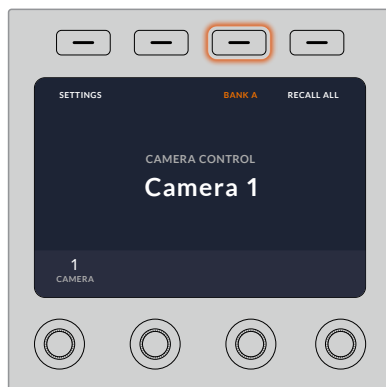 SETTINGS BANK A RECALL ALL
CAMERA CONTROL
Camera 1
1
CAMERA